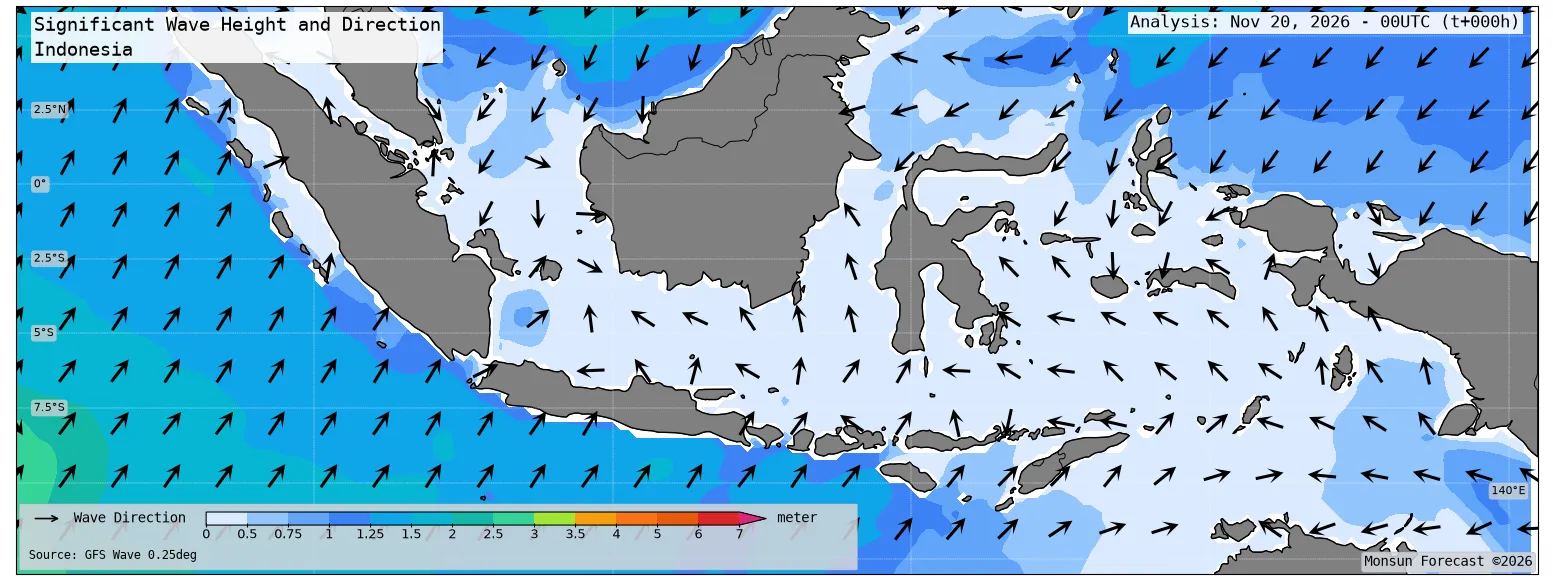 Significant Wave Height and Direction
Indonesia
Analysis: Nov 20, 2026 - 00UTC (t+000h)
2.5°N
0°
2.5°S
5°S
7.5°S
140°E
Wave Direction
0 0.5 0.75 1 1.25 1.5 2 2.5 3 3.5 4 5 6 7
meter
Source: GFS Wave 0.25deg
Monsun Forecast ©2026